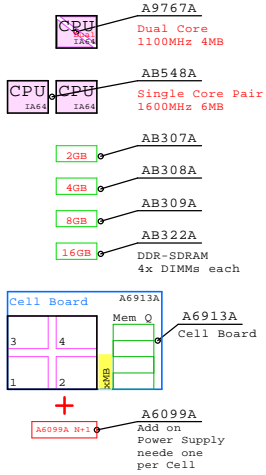 A9767A
CPU
Dual
IA64
Dual Core
1100MHz 4MB
AB548A
CPU CPU
IA64 IA64
Single Core Pair
1600MHz 6MB
AB307A
2GB
AB308A
4GB
AB309A
8GB
AB322A
16GB
DDR-SDRAM
4x DIMMs each
Cell Board A6913A
Mem Q
A6913A
Cell Board
3 4
1 2
xMB
A6099A N+1
A6099A
Add on
Power Supply
neede one
per Cell